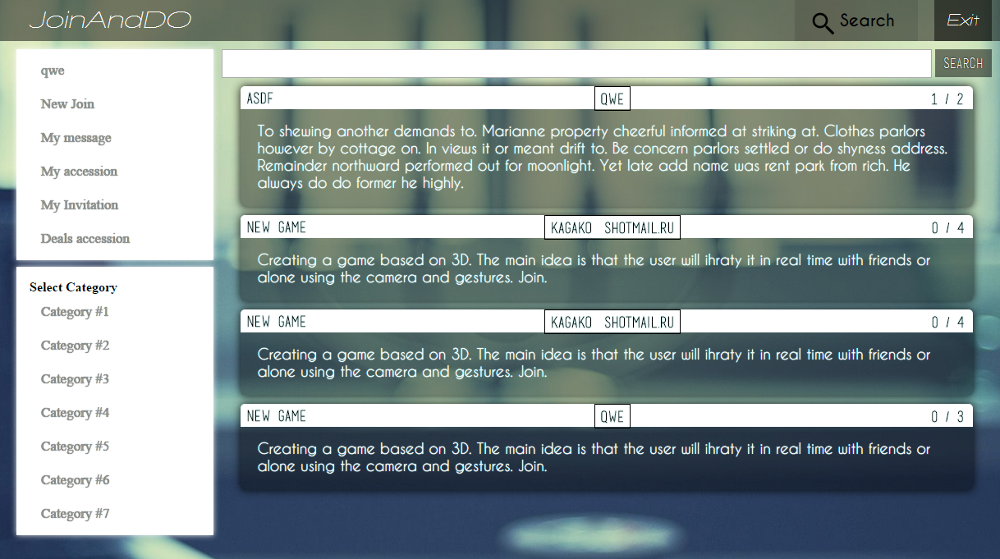 JoinAndDO
Search
Exit
qwe
New Join
My message
My accession
My Invitation
Deals accession
Select Category
Category #1
Category #2
Category #3
Category #4
Category #5
Category #6
Category #7
SEARCH
ASDF QWE 1 / 2
To shewing another demands to. Marianne property cheerful informed at striking at. Clothes parlors
however by cottage on. In views it or meant drift to. Be concern parlors settled or do shyness address.
Remainder northward performed out for moonlight. Yet late add name was rent park from rich. He
always do do former he highly.
NEW GAME KAGAKO SHOTMAIL.RU 0 / 4
Creating a game based on 3D. The main idea is that the user will ihraty it in real time with friends or
alone using the camera and gestures. Join.
NEW GAME KAGAKO SHOTMAIL.RU 0 / 4
Creating a game based on 3D. The main idea is that the user will ihraty it in real time with friends or
alone using the camera and gestures. Join.
NEW GAME QWE 0 / 3
Creating a game based on 3D. The main idea is that the user will ihraty it in real time with friends or
alone using the camera and gestures. Join.